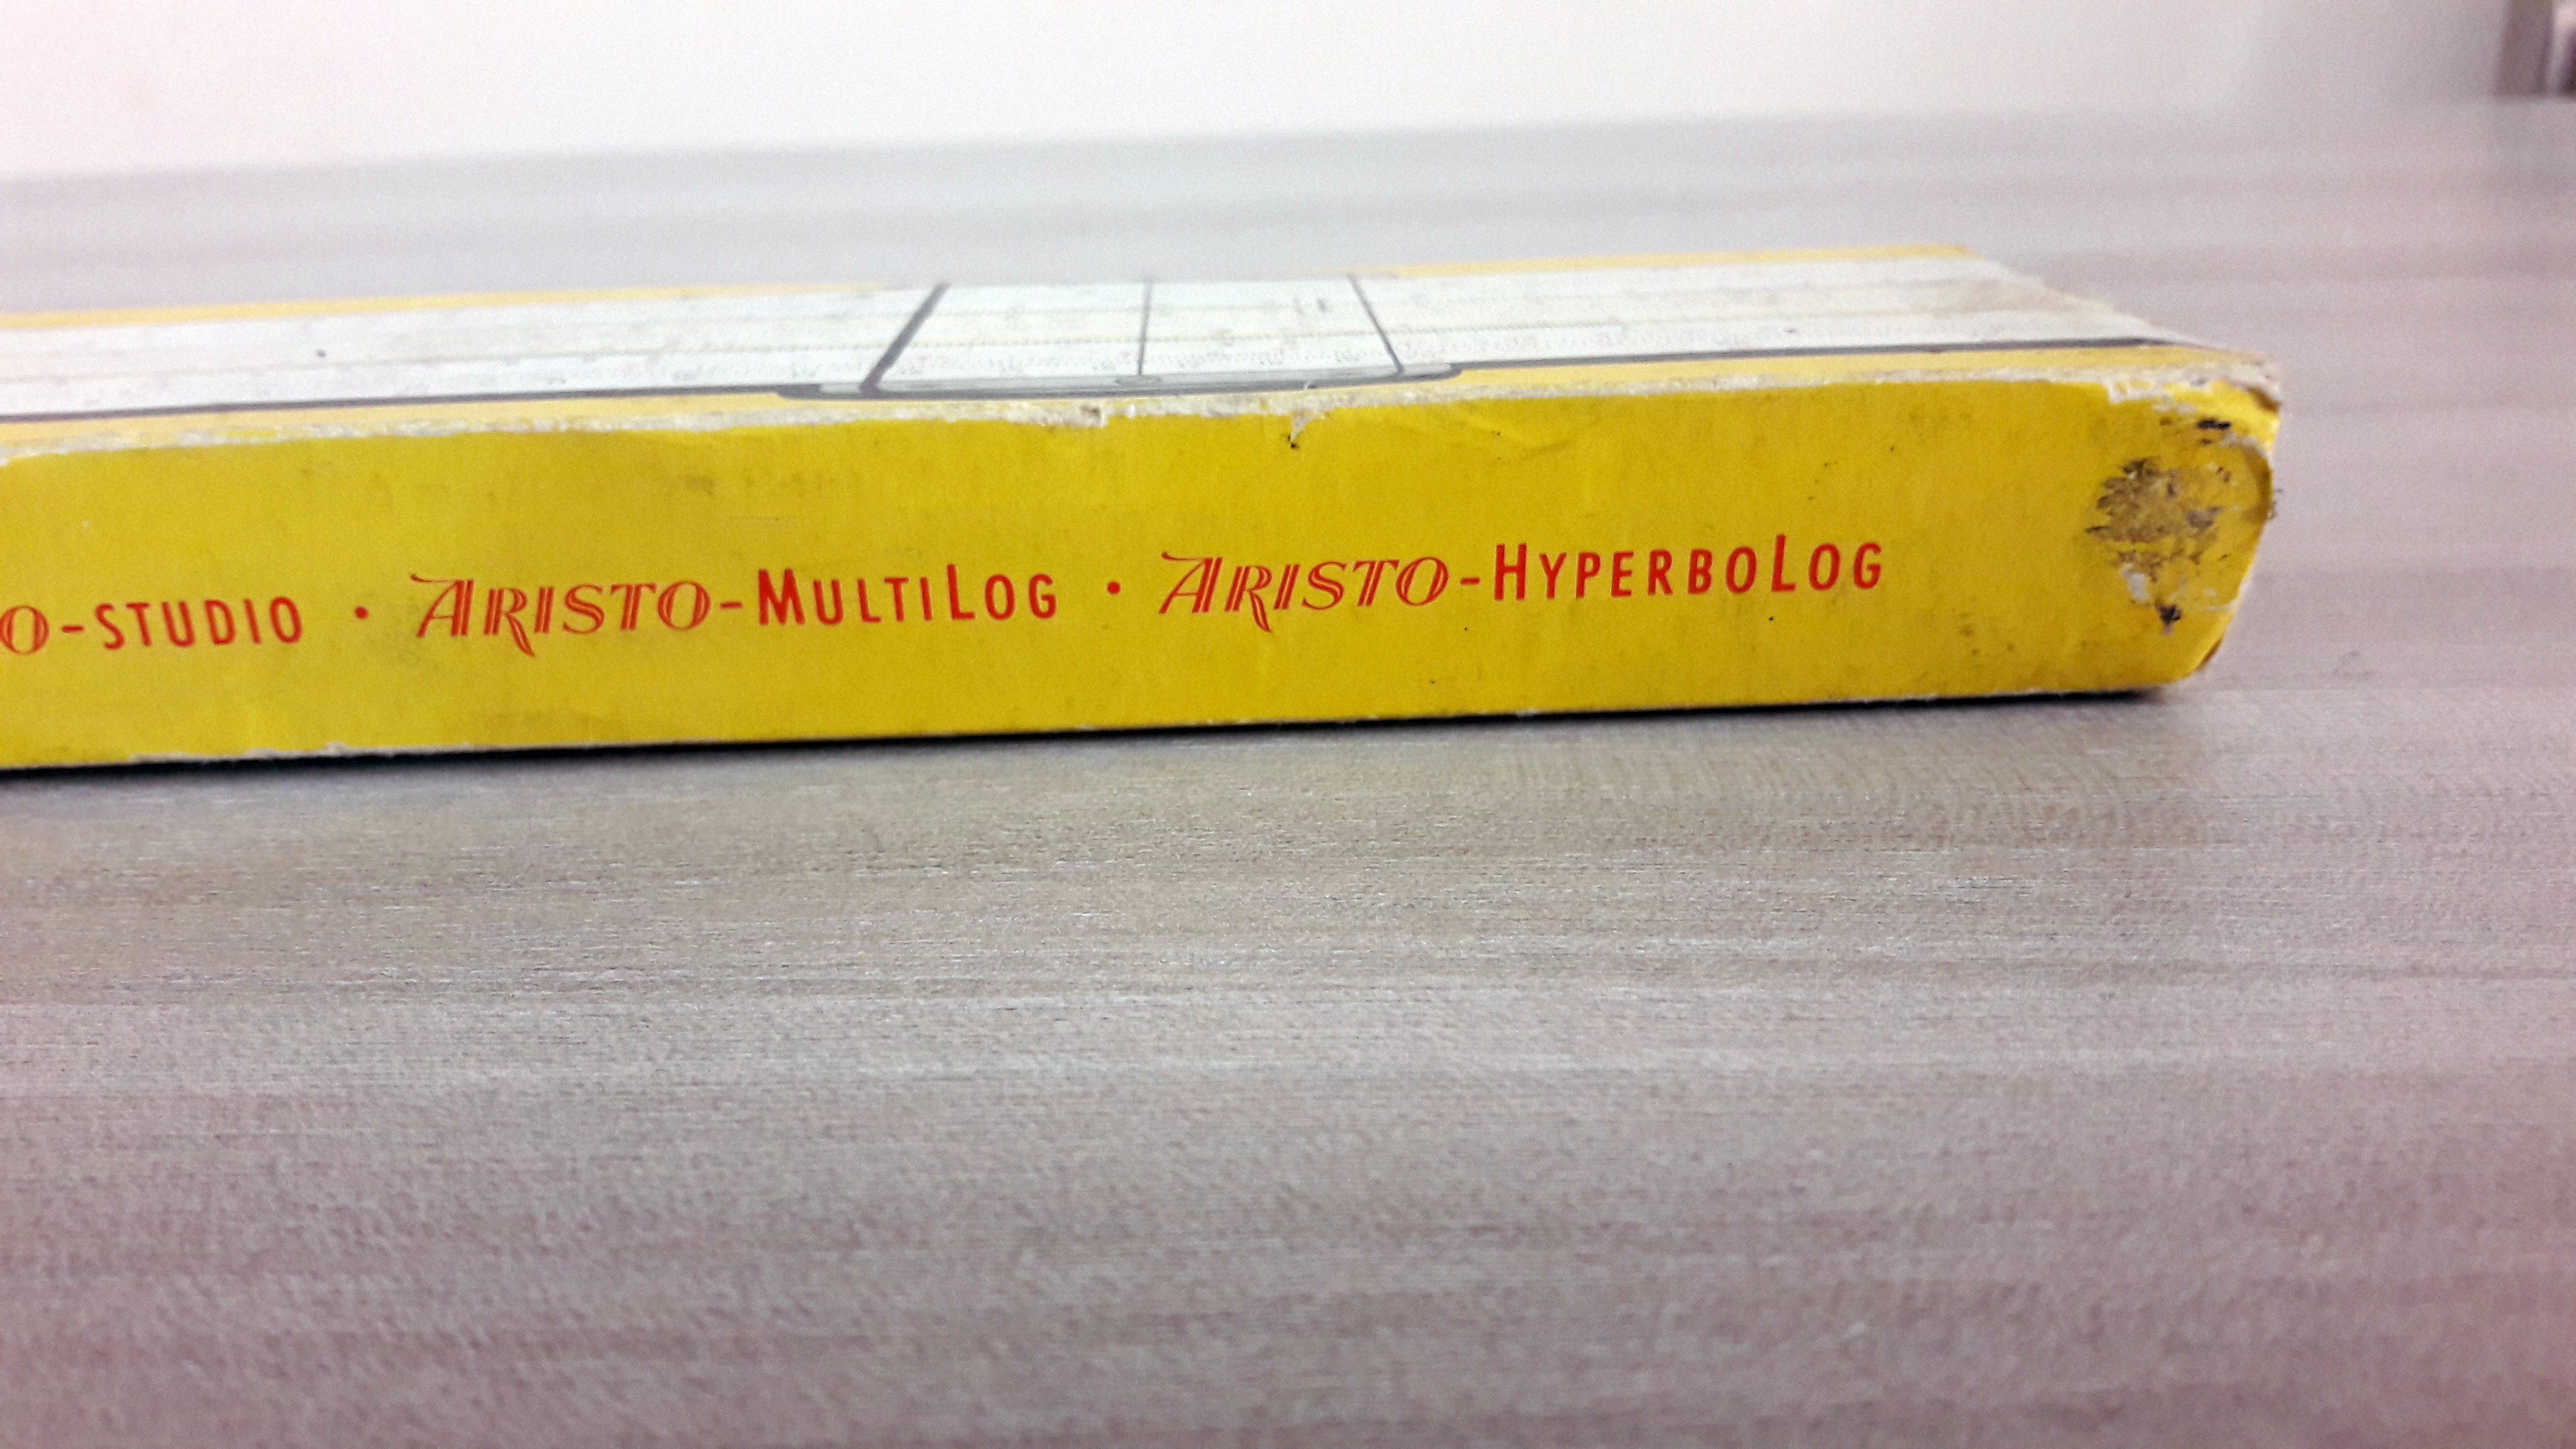 O-STUDIO • ARISTO-MULTILOG • ARISTO-HYPERBOLOG